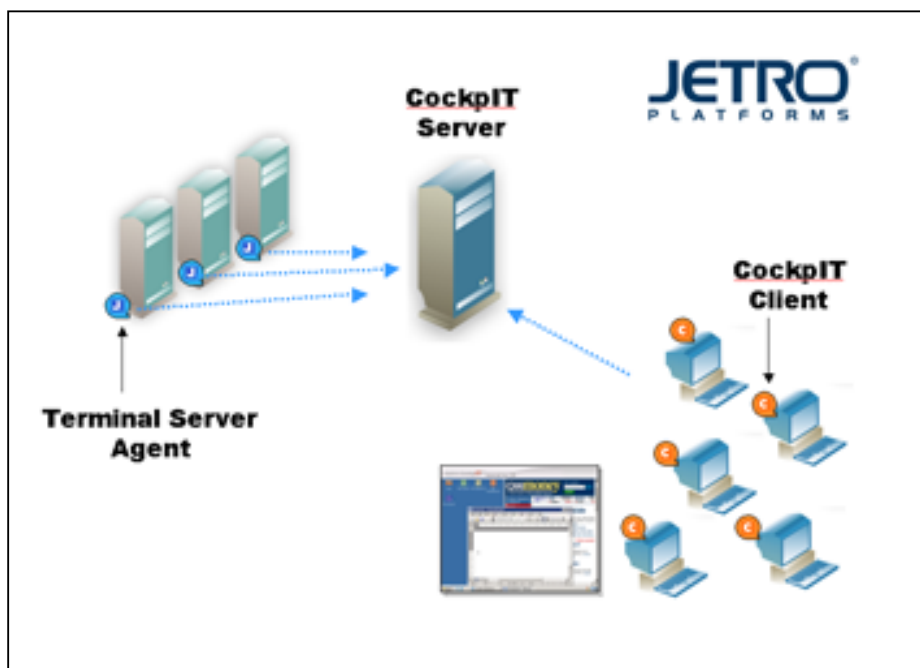 JETRO®
PLATFORMS
CockpIT
Server
J
J
J
CockpIT
Client
C
C
C
C
C
Terminal Server
Agent